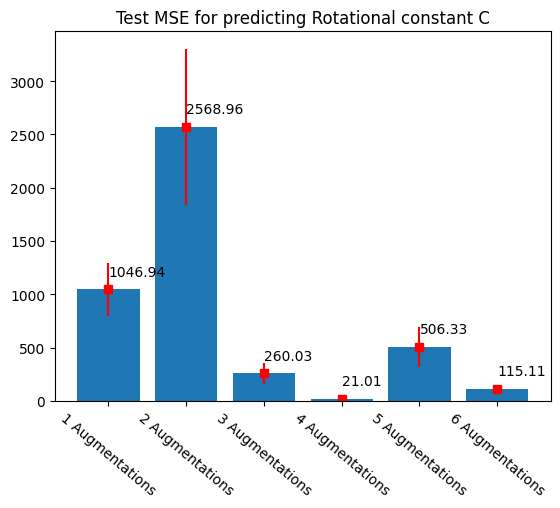 Test MSE for predicting Rotational constant C
3000
2500
2000
1500
1000
500
0
1046.94
2568.96
260.03
21.01
506.33
115.11
1 Augmentations
2 Augmentations
3 Augmentations
4 Augmentations
5 Augmentations
6 Augmentations